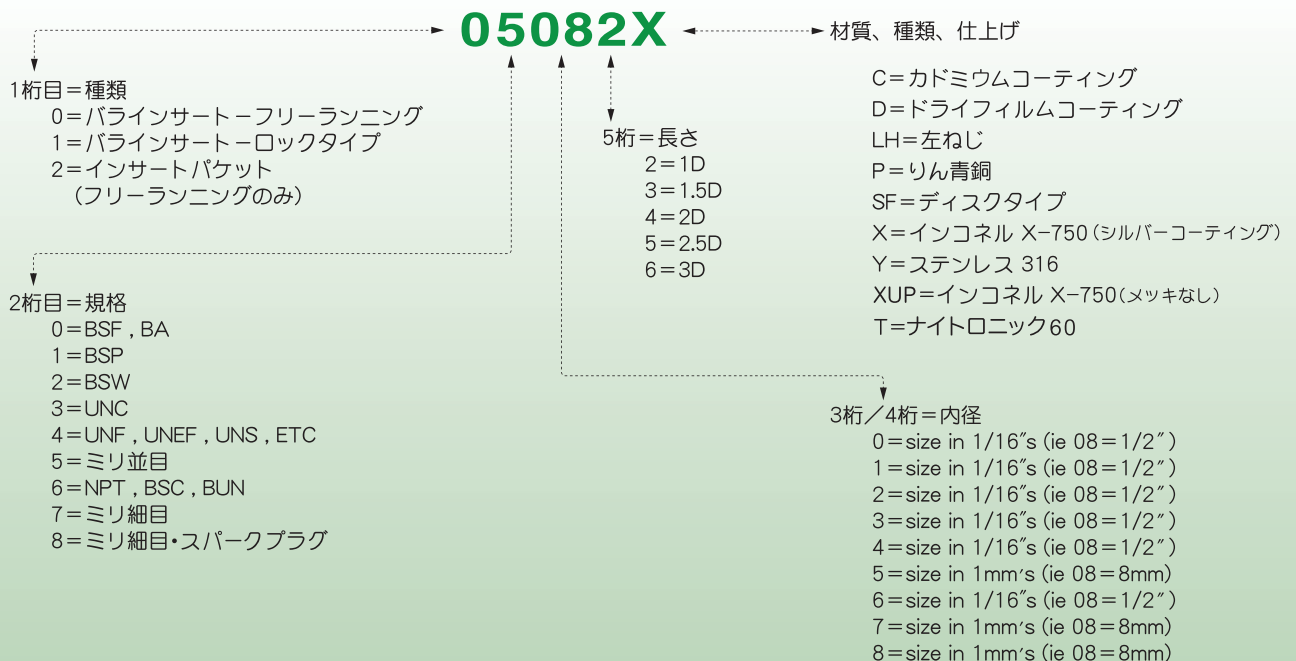 05082X
材質、種類、仕上げ
C=カドミウムコーティング
D=ドライフィルムコーティング
LH=左ねじ
P=りん青銅
SF=ディスクタイプ
X=インコネル X-750(シルバーコーティング)
Y=ステンレス 316
XUP=インコネル X-750(メッキなし)
T=ナイトロニック60
1桁目=種類
0=バラインサートーフリーランニング
1=バラインサートーロックタイプ
2=インサートパケット
(フリーランニングのみ)
5桁=長さ
2=1D
3=1.5D
4=2D
5=2.5D
6=3D
2桁目=規格
0=BSF , BA
1=BSP
2=BSW
3=UNC
4=UNF , UNEF , UNS , ETC
5=ミリ並目
6=NPT , BSC , BUN
7=ミリ細目
8=ミリ細目・スパークプラグ
3桁/4桁=内径
0=size in 1/16″s (ie 08=1/2″)
1=size in 1/16″s (ie 08=1/2″)
2=size in 1/16″s (ie 08=1/2″)
3=size in 1/16″s (ie 08=1/2″)
4=size in 1/16″s (ie 08=1/2″)
5=size in 1mm's (ie 08=8mm)
6=size in 1/16″s (ie 08=1/2″)
7=size in 1mm's (ie 08=8mm)
8=size in 1mm's (ie 08=8mm)